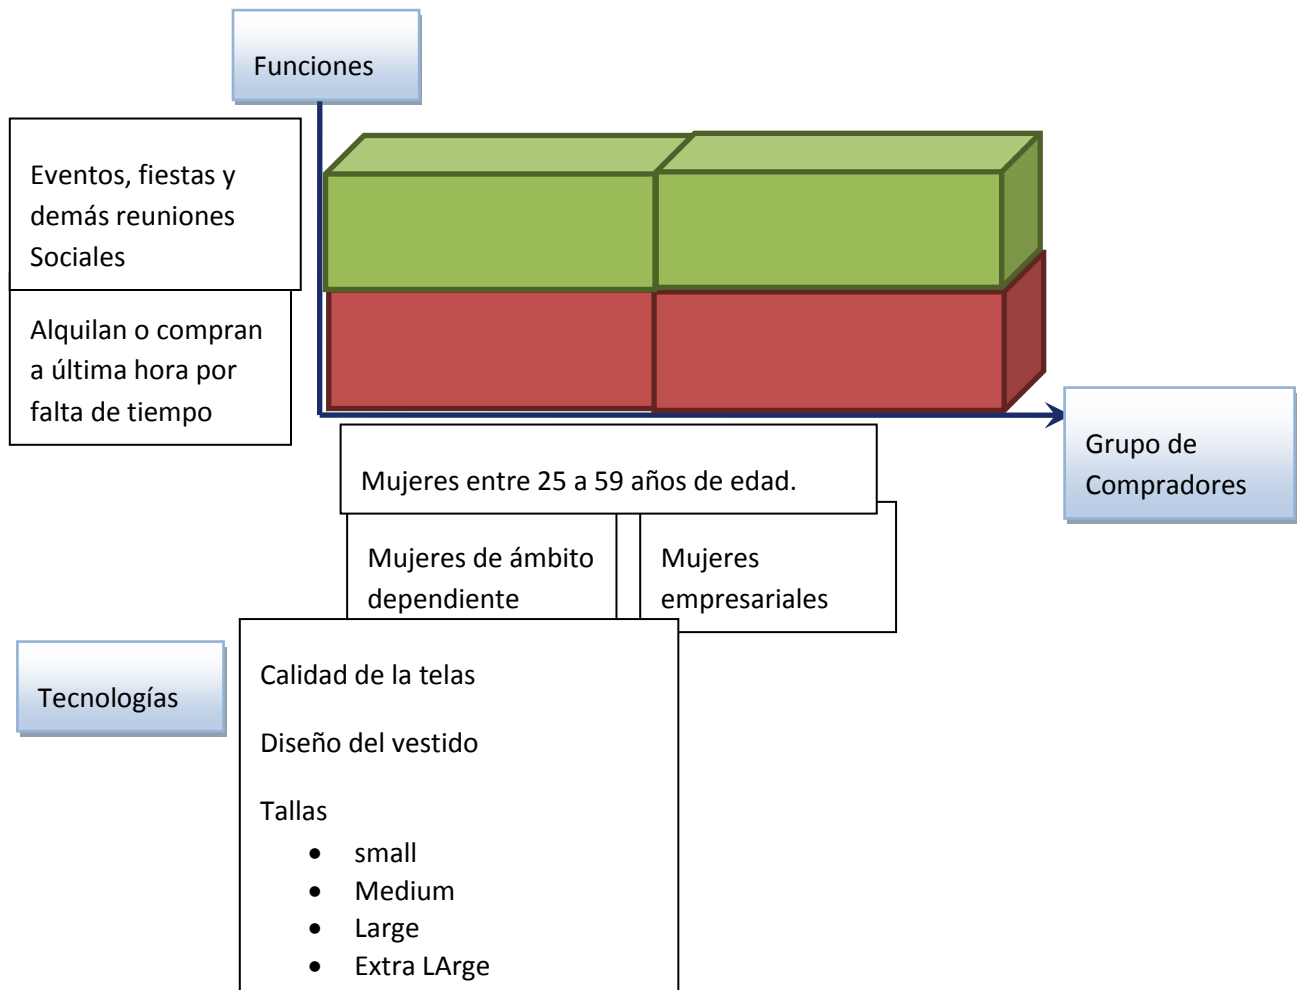 Funciones
Eventos, fiestas y
demás reuniones
Sociales
Alquilan o compran
a última hora por
falta de tiempo
Grupo de
Compradores
Mujeres entre 25 a 59 años de edad.
Mujeres de ámbito
dependiente
Mujeres
empresariales
Tecnologías
Calidad de la telas
Diseño del vestido
Tallas
• small
• Medium
• Large
• Extra LArge